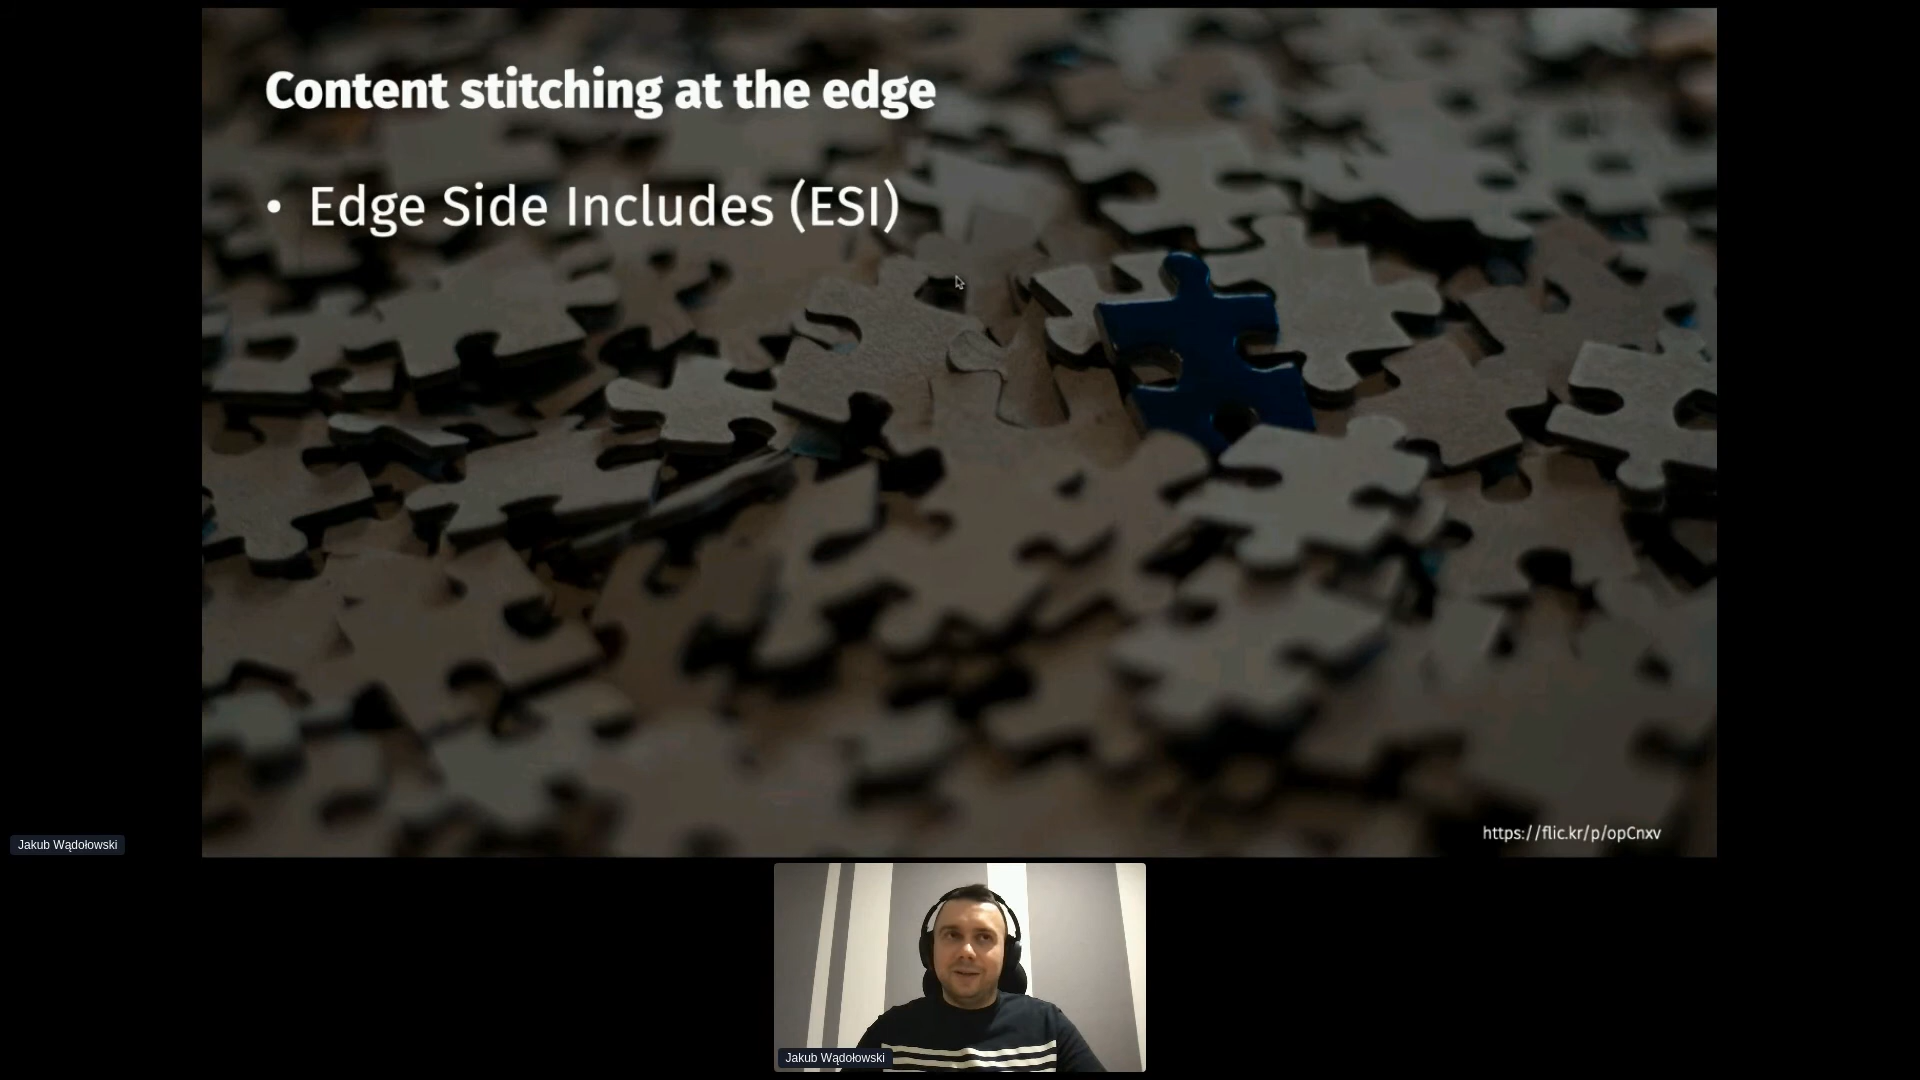 Content stitching at the edge
• Edge Side Includes (ESI)
https://flic.kr/p/opCnxv
Jakub Wądołowski
Jakub Wądołowski